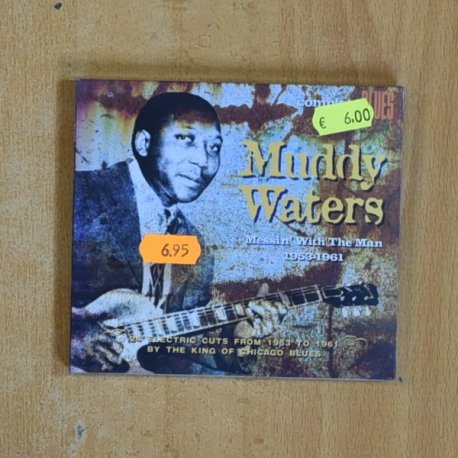 BLUES
€ 6,00
Muddy
Waters
Messin' With The Man
1953-1961
6.95
24 ELECTRIC CUTS FROM 1953 TO 1961
BY THE KING OF CHICAGO BLUES